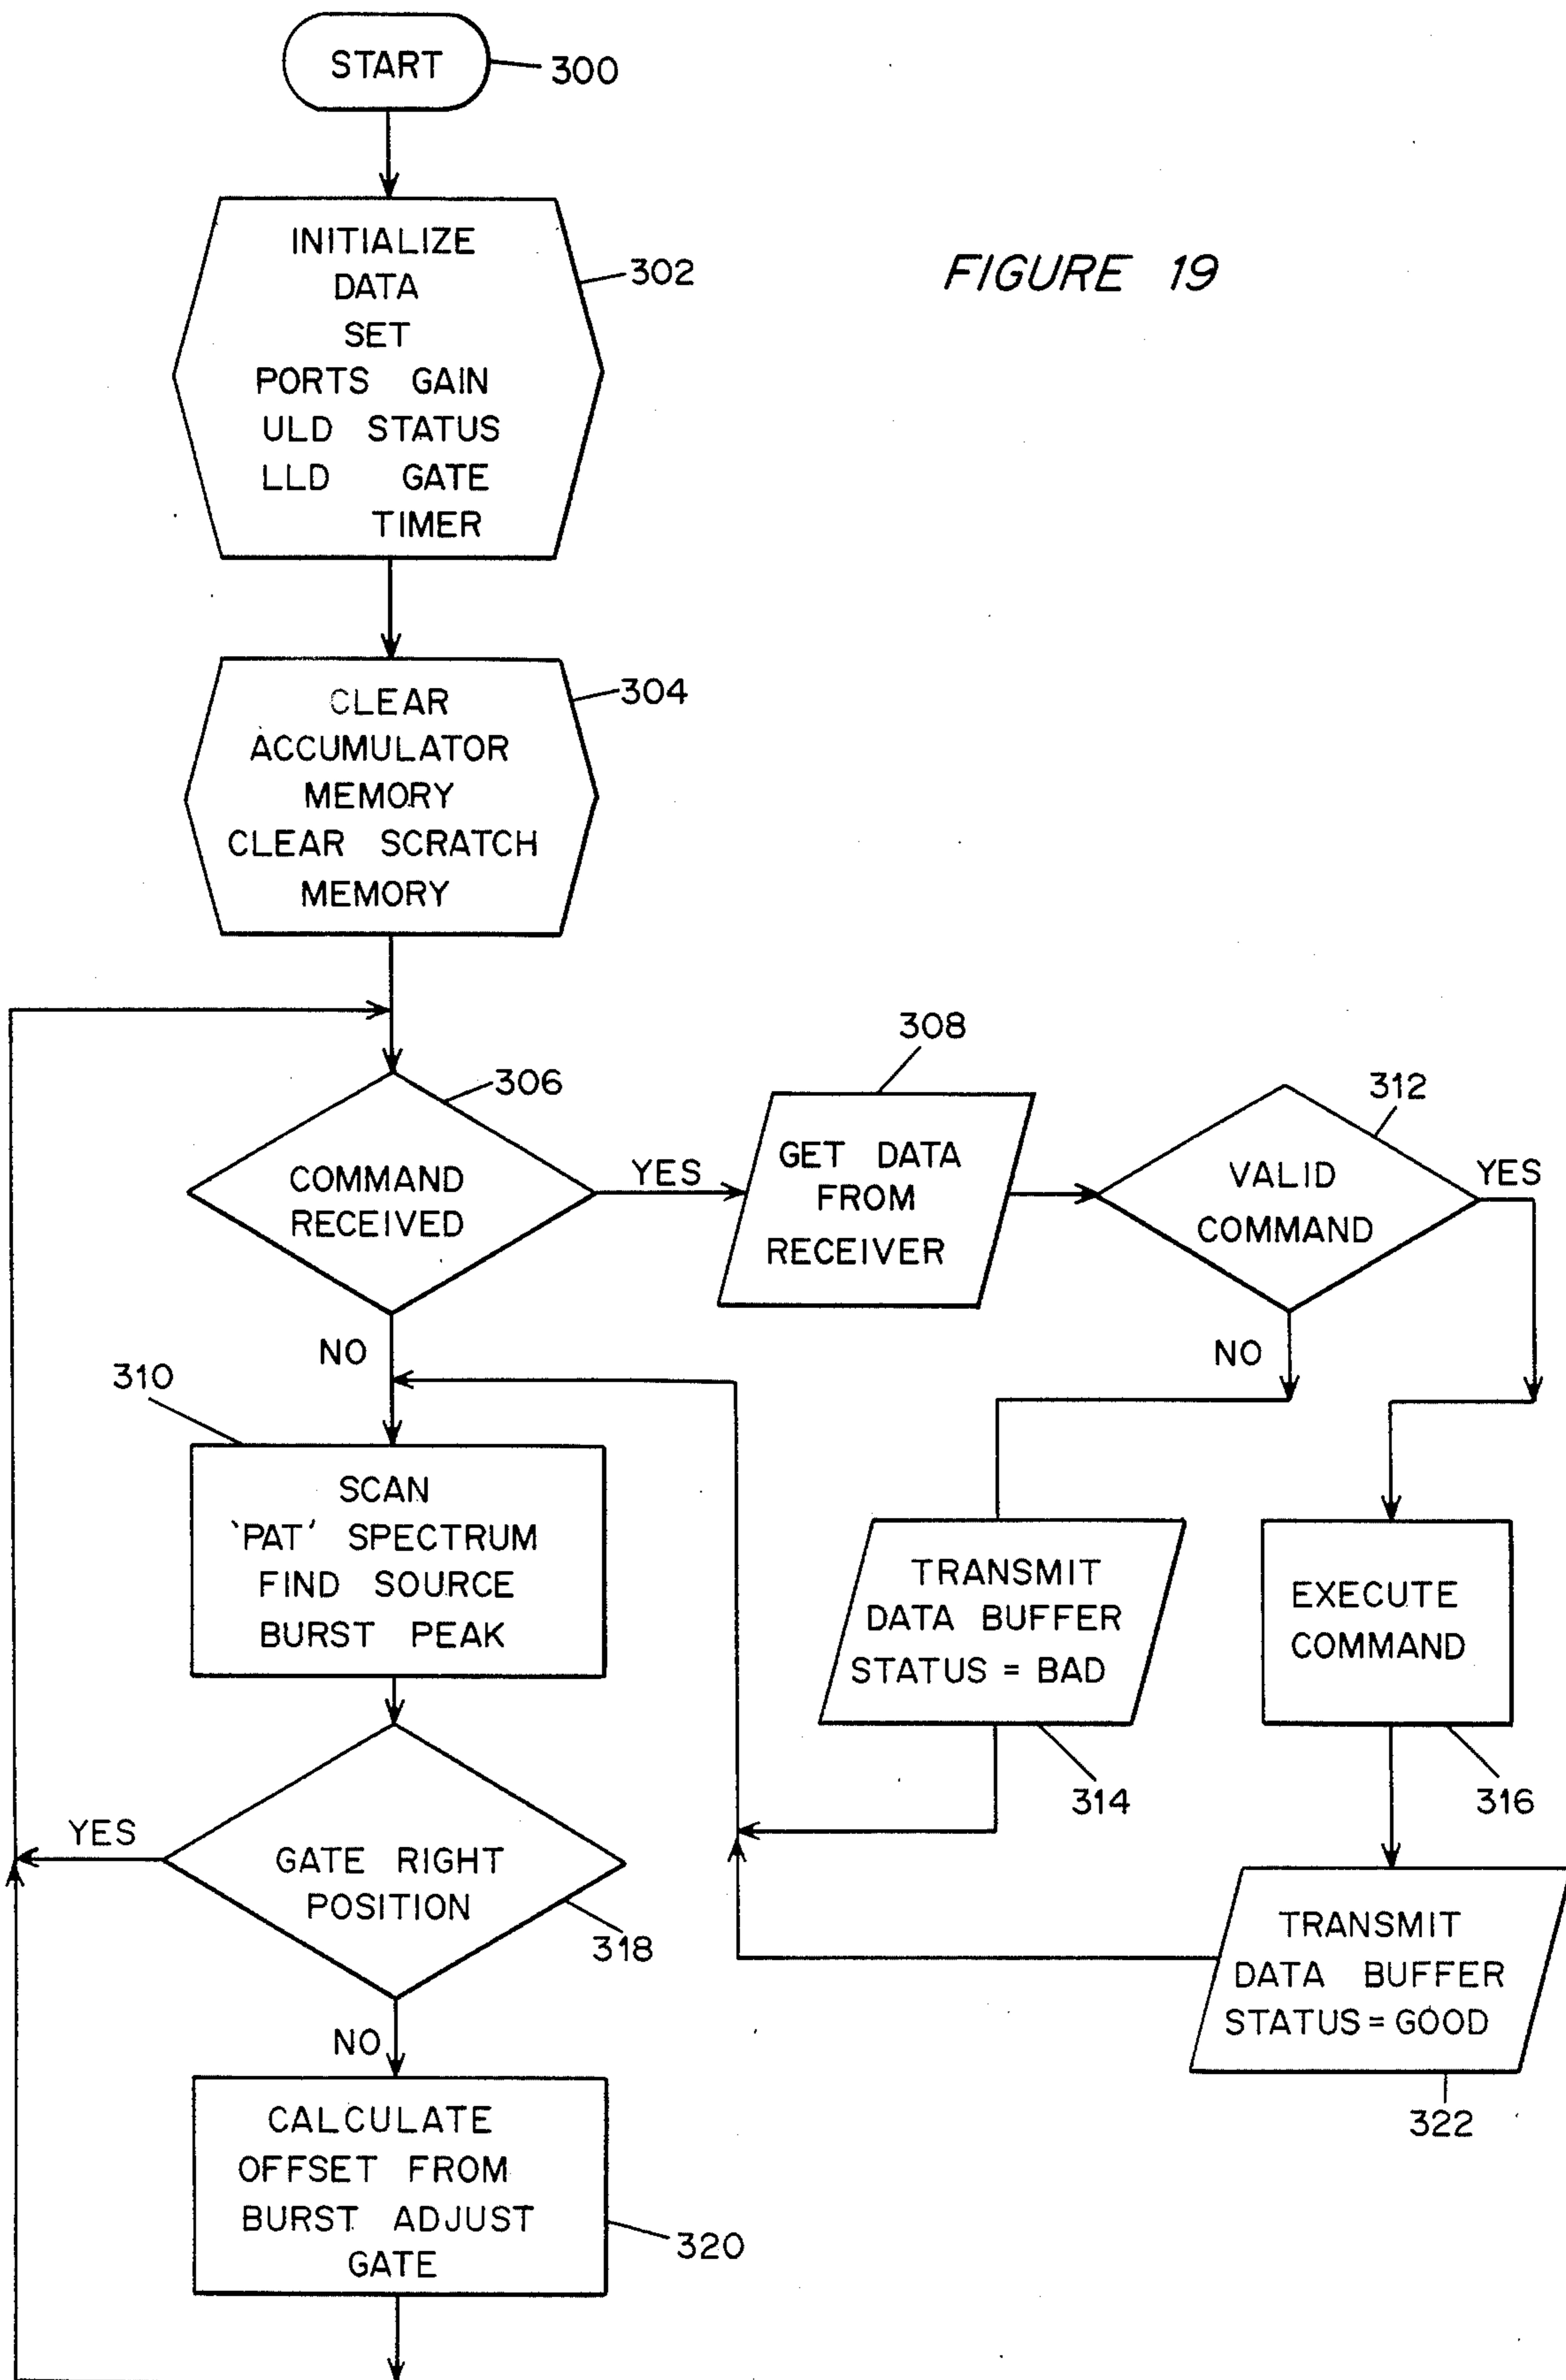 START
300
FIGURE 19
INITIALIZE
DATA
SET
PORTS GAIN
ULD STATUS
LLD GATE
TIMER
302
CLEAR
ACCUMULATOR
MEMORY
CLEAR SCRATCH
MEMORY
304
306
COMMAND
RECEIVED
YES
NO
308
GET DATA
FROM
RECEIVER
312
VALID
COMMAND
YES
NO
310
SCAN
'PAT' SPECTRUM
FIND SOURCE
BURST PEAK
TRANSMIT
DATA BUFFER
STATUS = BAD
314
EXECUTE
COMMAND
316
YES
GATE RIGHT
POSITION
318
NO
TRANSMIT
DATA BUFFER
STATUS = GOOD
322
CALCULATE
OFFSET FROM
BURST ADJUST
GATE
320